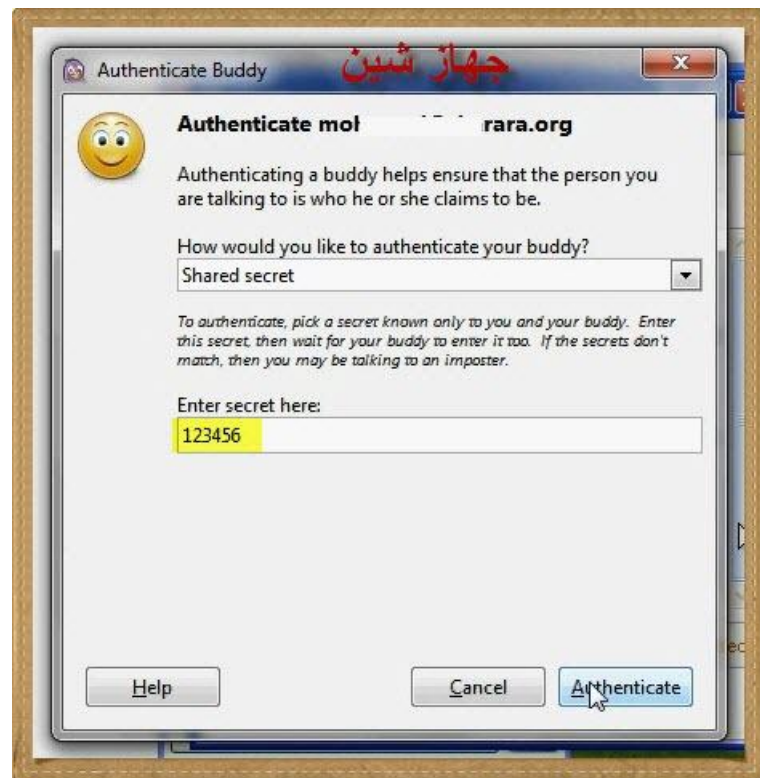 جهاز شين
Authenticate Buddy
Authenticate rara.org
Authenticating a buddy helps ensure that the person you
are talking to is who he or she claims to be.
How would you like to authenticate your buddy?
Shared secret
To authenticate, pick a secret known only to you and your buddy. Enter
this secret, then wait for your buddy to enter it too. If the secrets don't
match, then you may be talking to an imposter.
Enter secret here:
123456
Help Cancel Authenticate